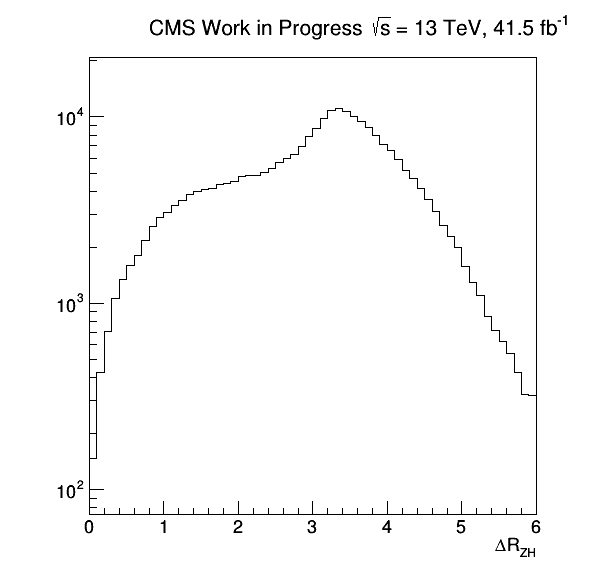 CMS Work in Progress √s = 13 TeV, 41.5 fb⁻¹
10⁴
10³
10²
0 1 2 3 4 5 6
ΔR_ZH